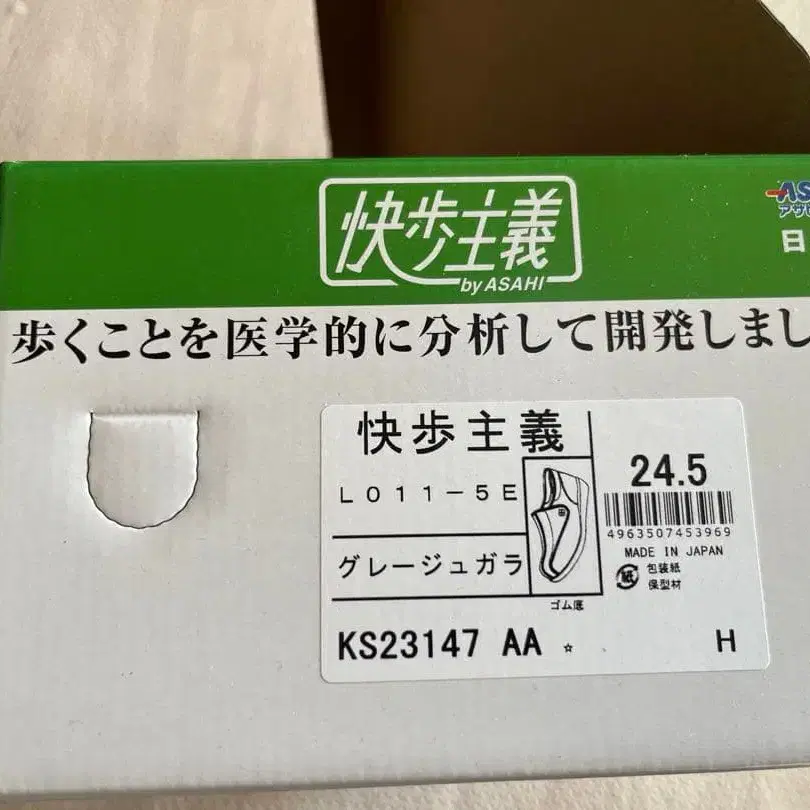 快歩主義
by ASAHI
アサ
日
歩くことを医学的に分析して開発しまし
快歩主義
L011-5E
グレージュガラ
ゴム底
24.5
4963507453969
MADE IN JAPAN
紙
包装紙
保型材
KS23147 AA ☆
H